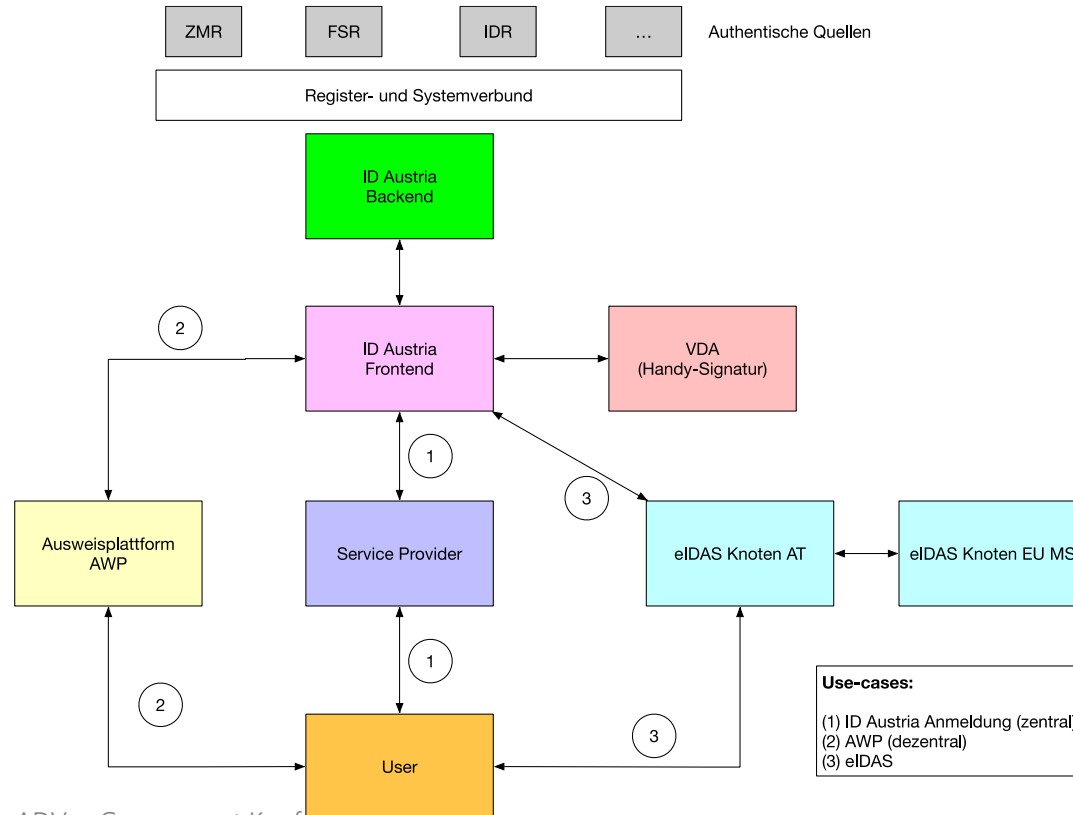 ZMR
FSR
IDR
...
Authentische Quellen
Register- und Systemverbund
ID Austria
Backend
2
ID Austria
Frontend
VDA
(Handy-Signatur)
1
3
Ausweisplattform
AWP
Service Provider
eIDAS Knoten AT
eIDAS Knoten EU MS
1
2
3
User
Use-cases:
(1) ID Austria Anmeldung (zentral)
(2) AWP (dezentral)
(3) eIDAS